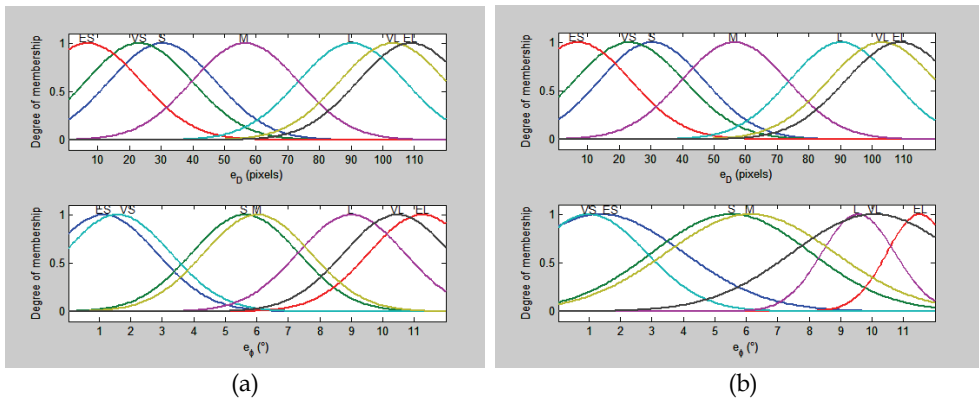 ES VS S M L VL EL
1
0.5
0
Degree of membership
10 20 30 40 50 60 70 80 90 100 110
e_D (pixels)
ES VS S M L VL EL
1
0.5
0
Degree of membership
1 2 3 4 5 6 7 8 9 10 11
e_ϕ (°)
(a)
ES VS S M L VL EL
1
0.5
0
Degree of membership
10 20 30 40 50 60 70 80 90 100 110
e_D (pixels)
VS ES S M L VL EL
1
0.5
0
Degree of membership
1 2 3 4 5 6 7 8 9 10 11
e_ϕ (°)
(b)